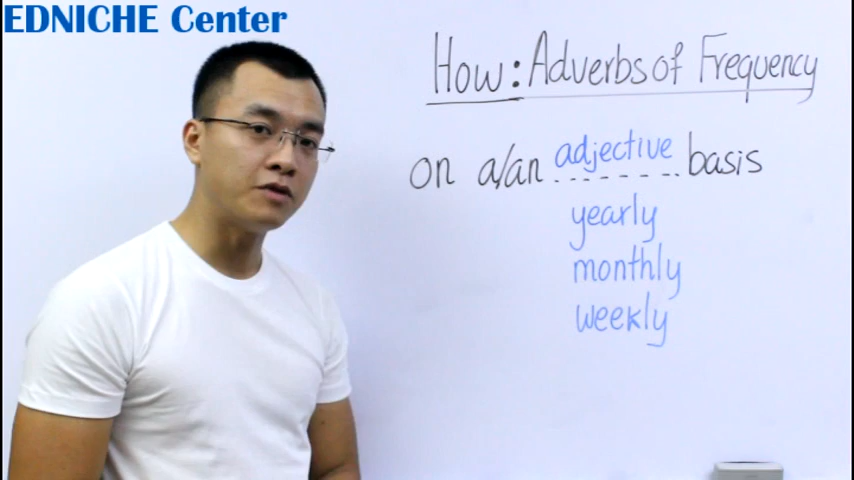 EDNICHE Center
How: Adverbs of Frequency
on a/an adjective basis
yearly
monthly
weekly